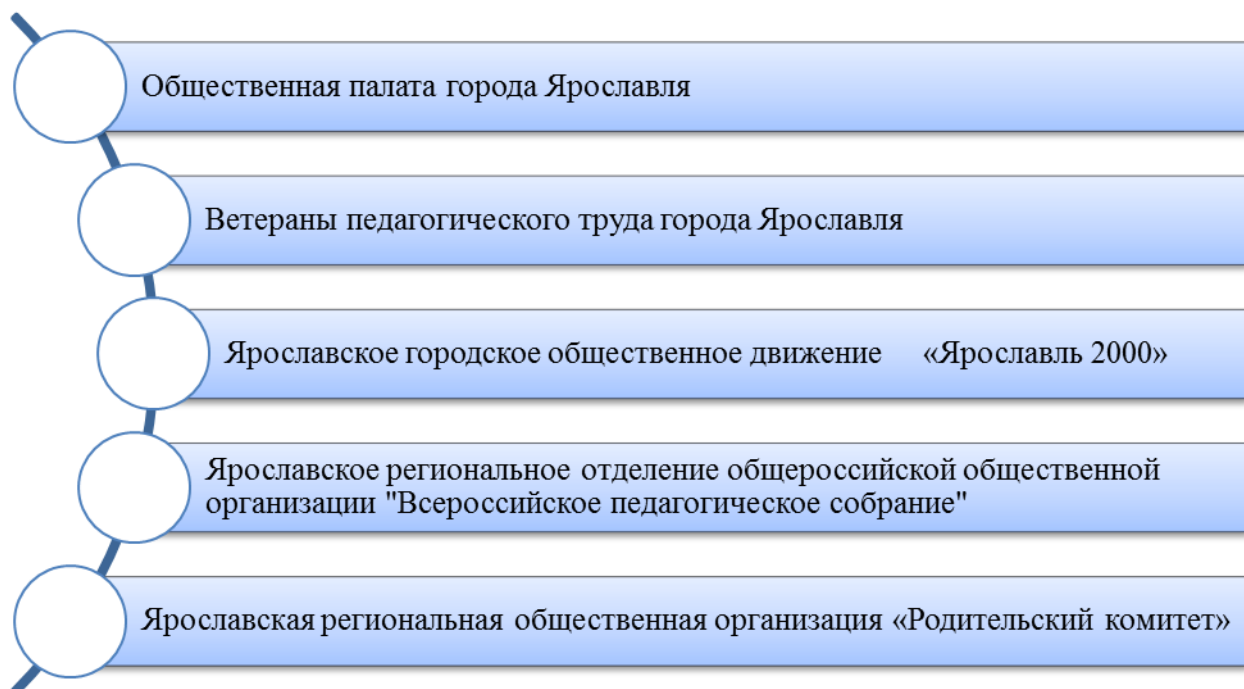 Общественная палата города Ярославля
Ветераны педагогического труда города Ярославля
Ярославское городское общественное движение «Ярославль 2000»
Ярославское региональное отделение общероссийской общественной
организации "Всероссийское педагогическое собрание"
Ярославская региональная общественная организация «Родительский комитет»